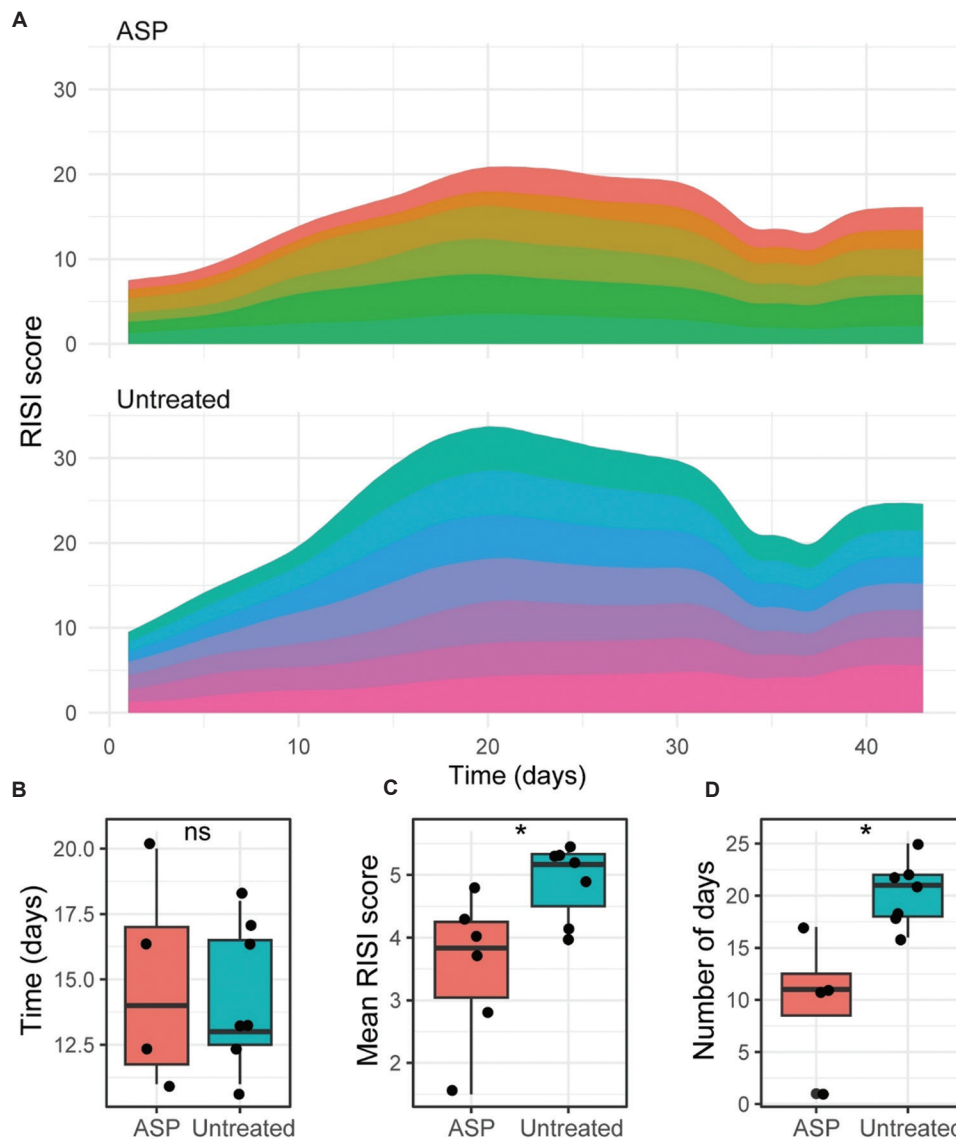 A
ASP
30
20
10
0
RISI score
Untreated
30
20
10
0
0 10 20 30 40
Time (days)
B
ns
20.0
17.5
15.0
12.5
Time (days)
ASP Untreated
C
*
5
4
3
2
Mean RISI score
ASP Untreated
D
*
25
20
15
10
5
0
Number of days
ASP Untreated